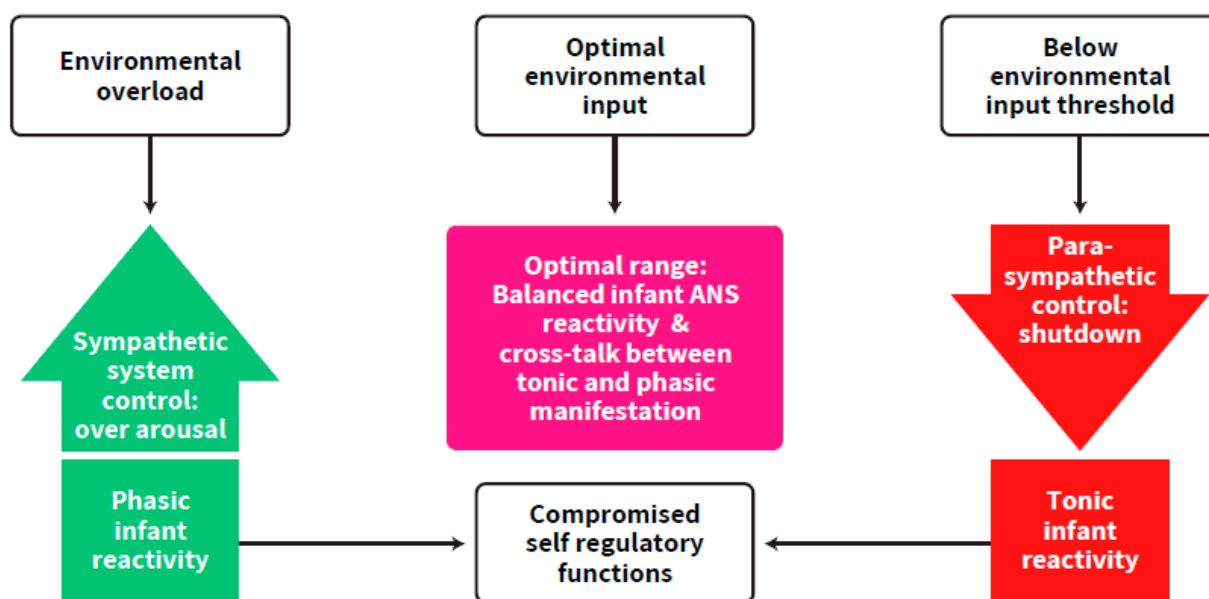 Environmental
overload
Optimal
environmental
input
Below
environmental
input threshold
Sympathetic
system
control:
over arousal
Optimal range:
Balanced infant ANS
reactivity &
cross-talk between
tonic and phasic
manifestation
Para-
sympathetic
control:
shutdown
Phasic
infant
reactivity
Compromised
self regulatory
functions
Tonic
infant
reactivity